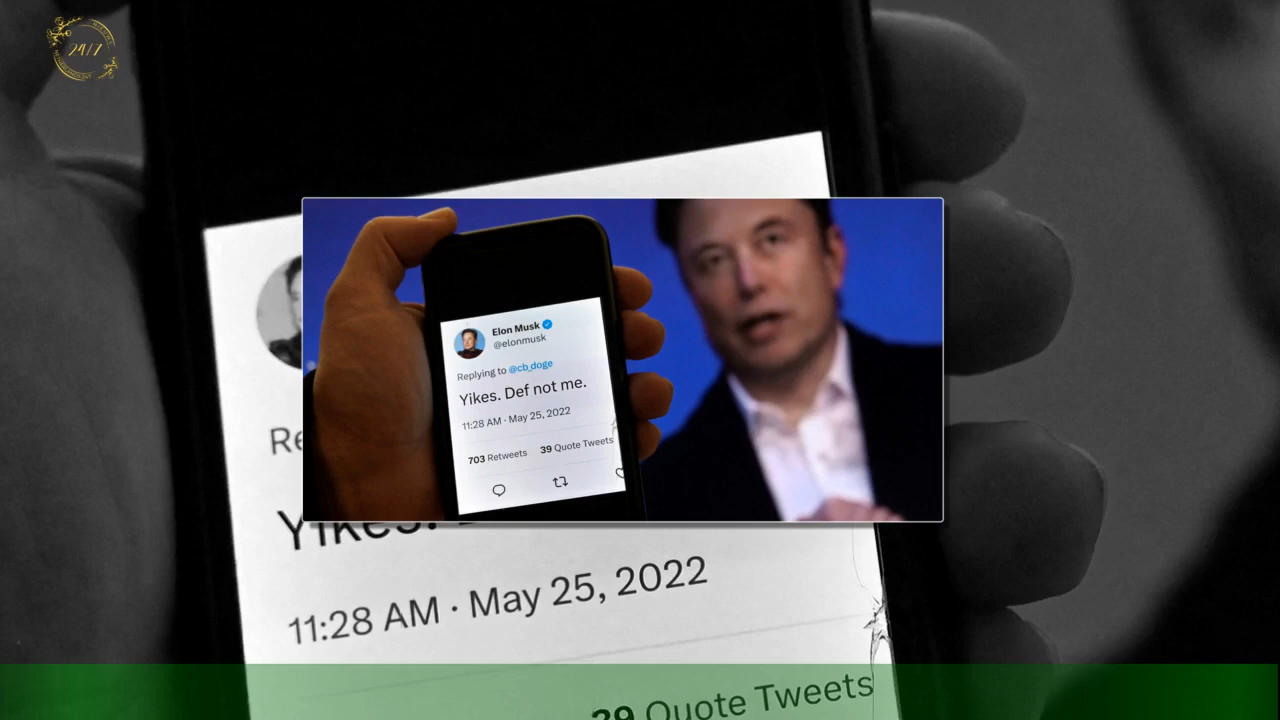 24/7
Elon Musk
@elonmusk
Replying to @cb_doge
Yikes. Def not me.
11:28 AM · May 25, 2022
703 Retweets 39 Quote Tweets
Re
Yikes.
11:28 AM · May 25, 2022
39 Quote Tweets